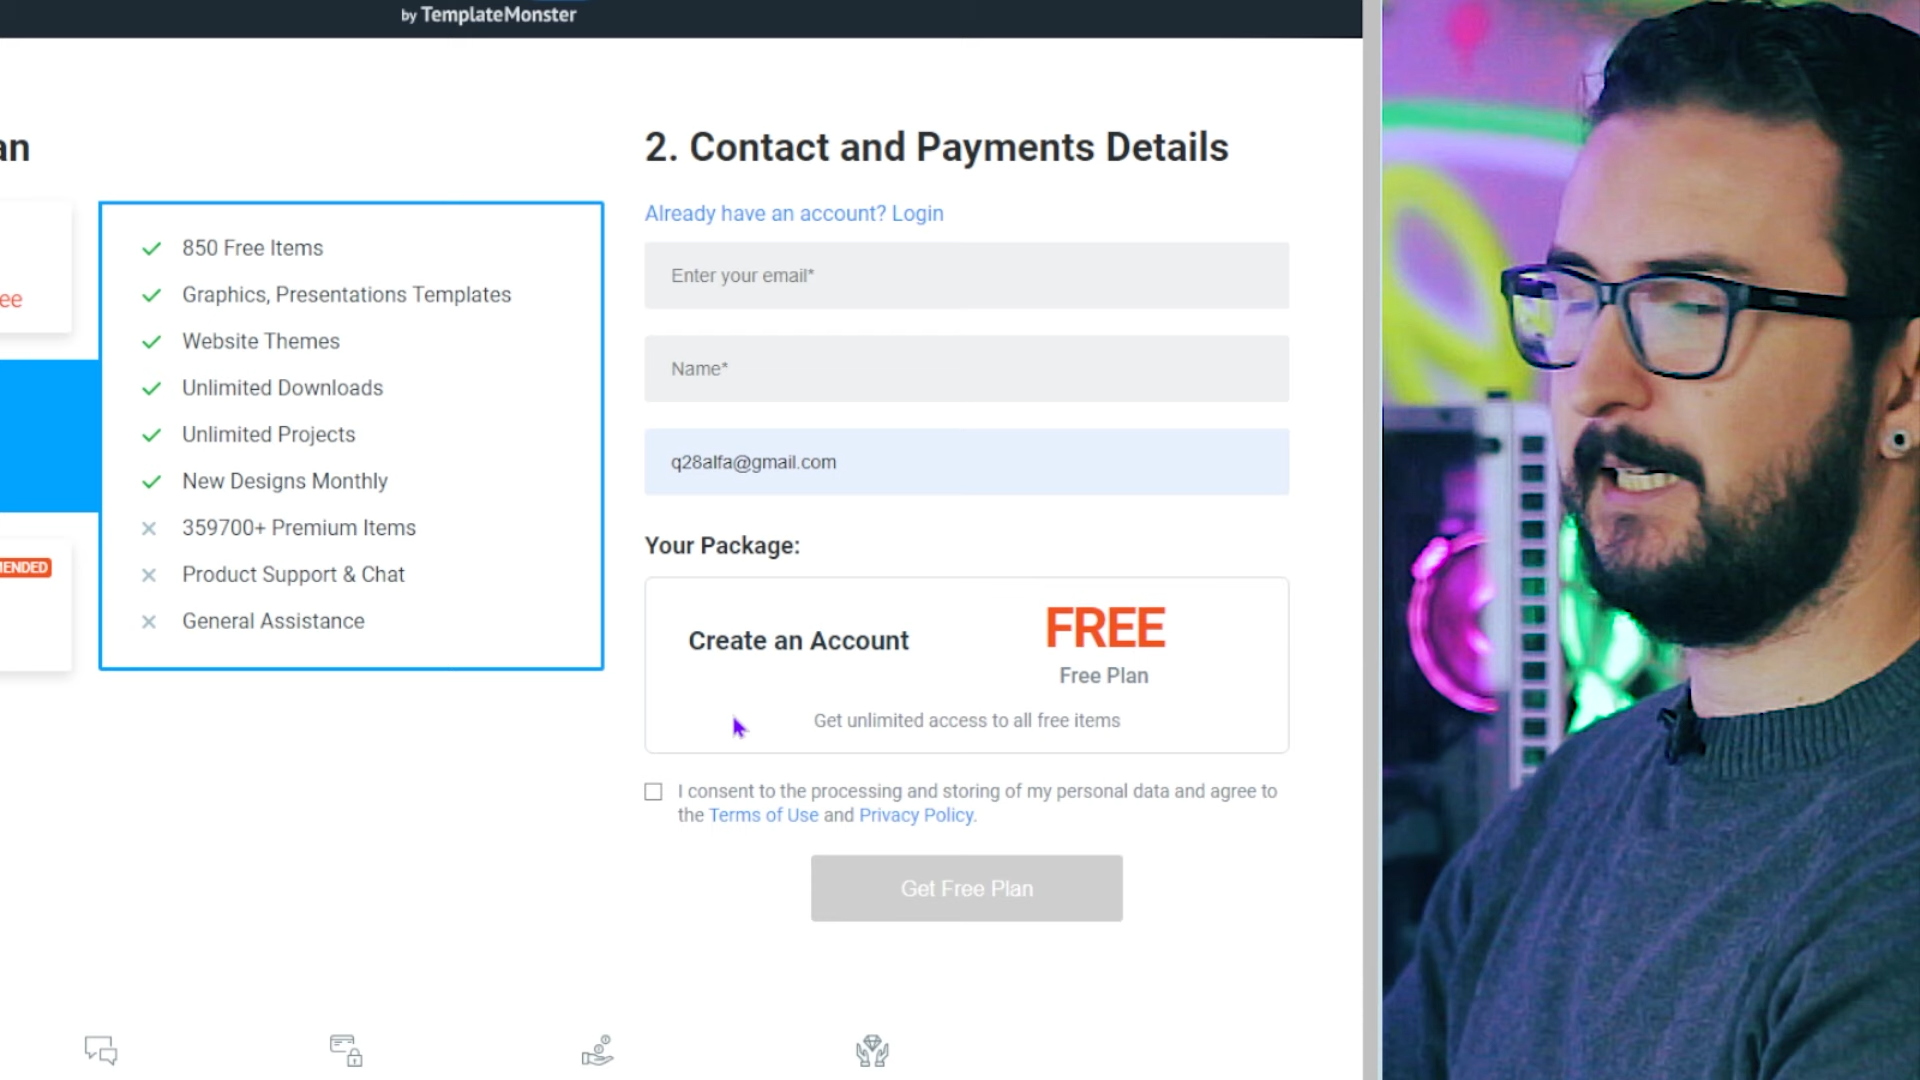 by TemplateMonster
an
2. Contact and Payments Details
Already have an account? Login
ee
850 Free Items
Graphics, Presentations Templates
Website Themes
Unlimited Downloads
Unlimited Projects
New Designs Monthly
359700+ Premium Items
Product Support & Chat
General Assistance
MENDED
Enter your email*
Name*
q28alfa@gmail.com
Your Package:
Create an Account
FREE
Free Plan
Get unlimited access to all free items
I consent to the processing and storing of my personal data and agree to
the Terms of Use and Privacy Policy.
Get Free Plan